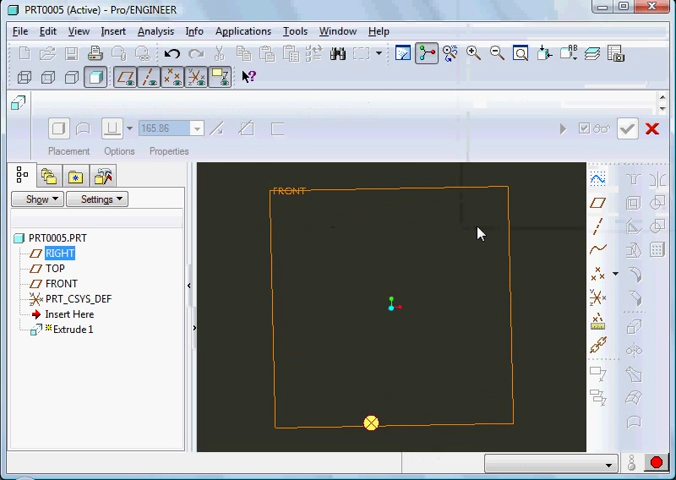 PRT0005 (Active) - Pro/ENGINEER
File Edit View Insert Analysis Info Applications Tools Window Help
165.86
Placement Options Properties
Show Settings
PRT0005.PRT
RIGHT
TOP
FRONT
PRT_CSYS_DEF
Insert Here
Extrude 1
FRONT